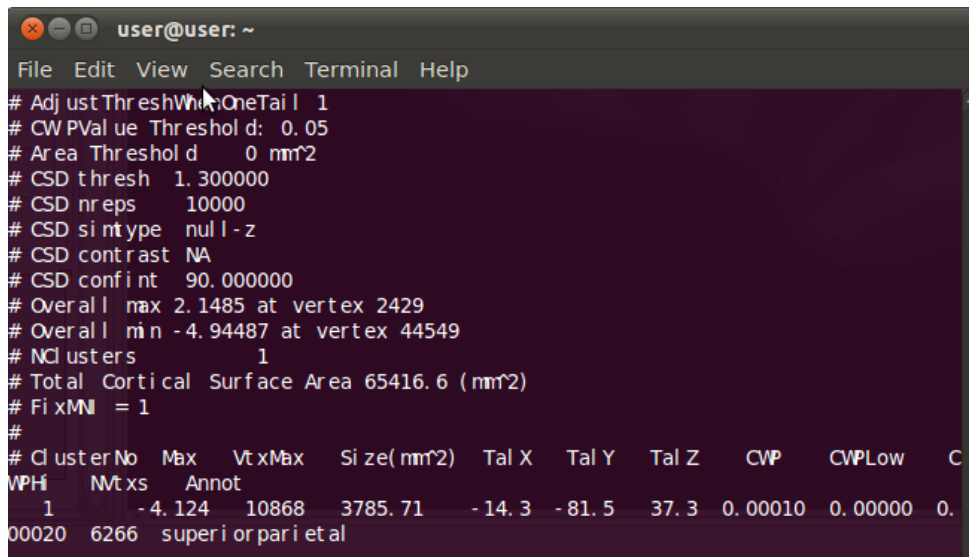 user@user: ~
File Edit View Search Terminal Help
# AdjustThreshWhenOneTail 1
# CWPValue Threshold: 0.05
# Area Threshold 0 mm^2
# CSD thresh 1.300000
# CSD nreps 10000
# CSD simtype null-z
# CSD contrast NA
# CSD confint 90.000000
# Overall max 2.1485 at vertex 2429
# Overall min -4.94487 at vertex 44549
# NClusters 1
# Total Cortical Surface Area 65416.6 (mm^2)
# FixMNI = 1
#
# ClusterNo Max VtxMax Size(mm^2) Tal X Tal Y Tal Z CWP CWPLow C
WPHi NVtxs Annot
1 -4.124 10868 3785.71 -14.3 -81.5 37.3 0.00010 0.00000 0.
00020 6266 superiorparietal